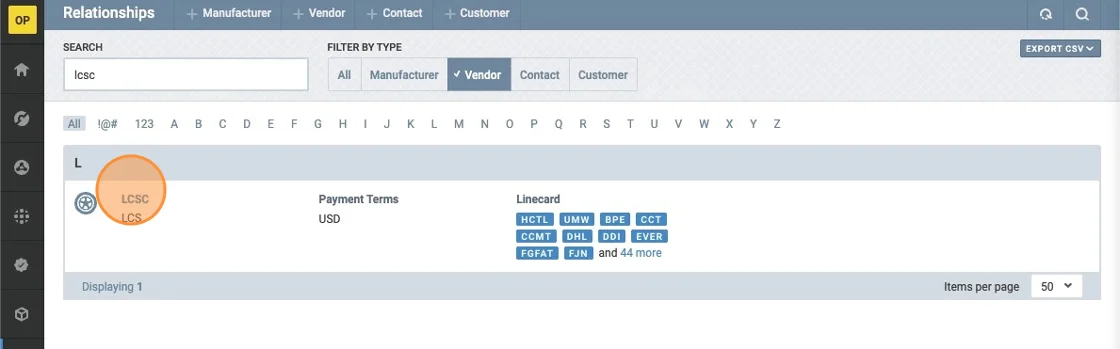 OP
Relationships + Manufacturer + Vendor + Contact + Customer
SEARCH
lcsc
FILTER BY TYPE
All Manufacturer ✓ Vendor Contact Customer
EXPORT CSV
All !@# 123 A B C D E F G H I J K L M N O P Q R S T U V W X Y Z
L
LCSC
LCS
Payment Terms
USD
Linecard
HCTL UMW BPE CCT
CCMT DHL DDI EVER
FGFAT FJN and 44 more
Displaying 1
Items per page 50